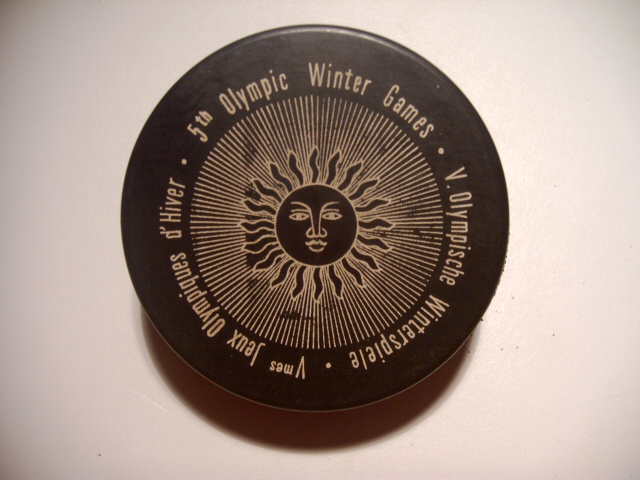 5th Olympic Winter Games •
V. Olympische Winterspiele •
Vmes Jeux Olympiques d'Hiver •